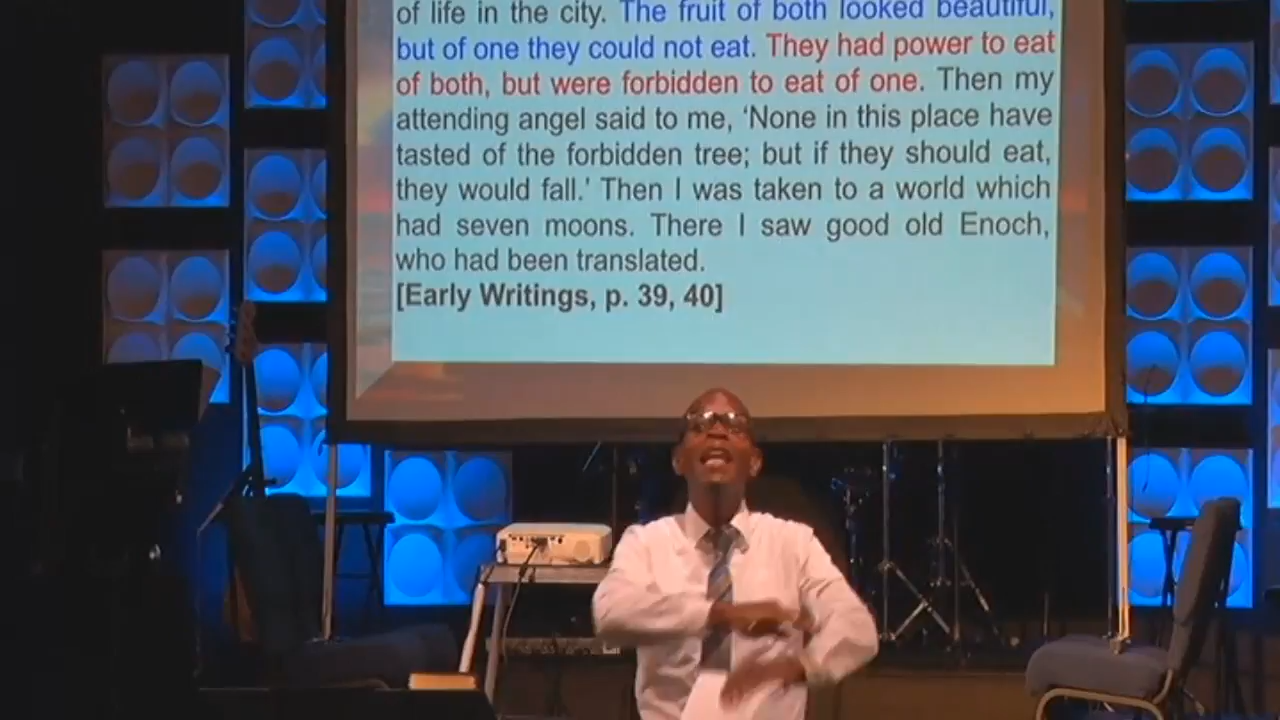 of life in the city. The fruit of both looked beautiful,
but of one they could not eat. They had power to eat
of both, but were forbidden to eat of one. Then my
attending angel said to me, ‘None in this place have
tasted of the forbidden tree; but if they should eat,
they would fall.’ Then I was taken to a world which
had seven moons. There I saw good old Enoch,
who had been translated.
[Early Writings, p. 39, 40]